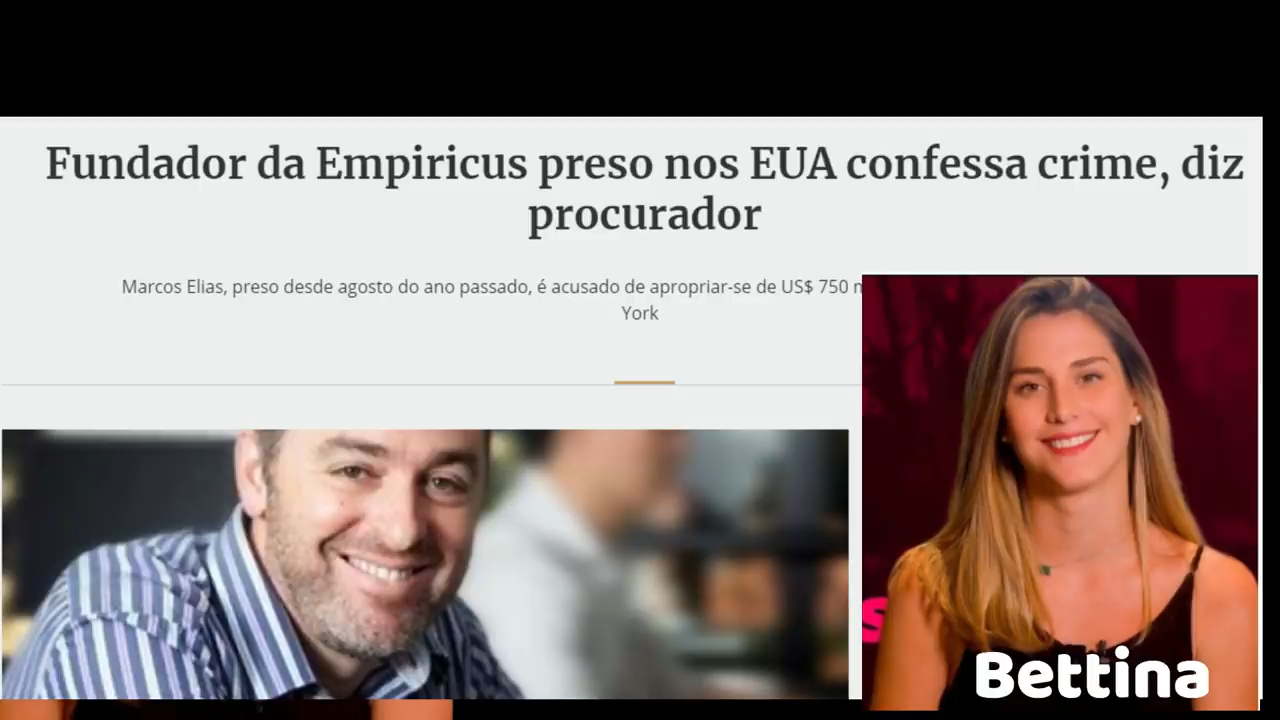 Fundador da Empiricus preso nos EUA confessa crime, diz
procurador
Marcos Elias, preso desde agosto do ano passado, é acusado de apropriar-se de US$ 750
York
S
Bettina